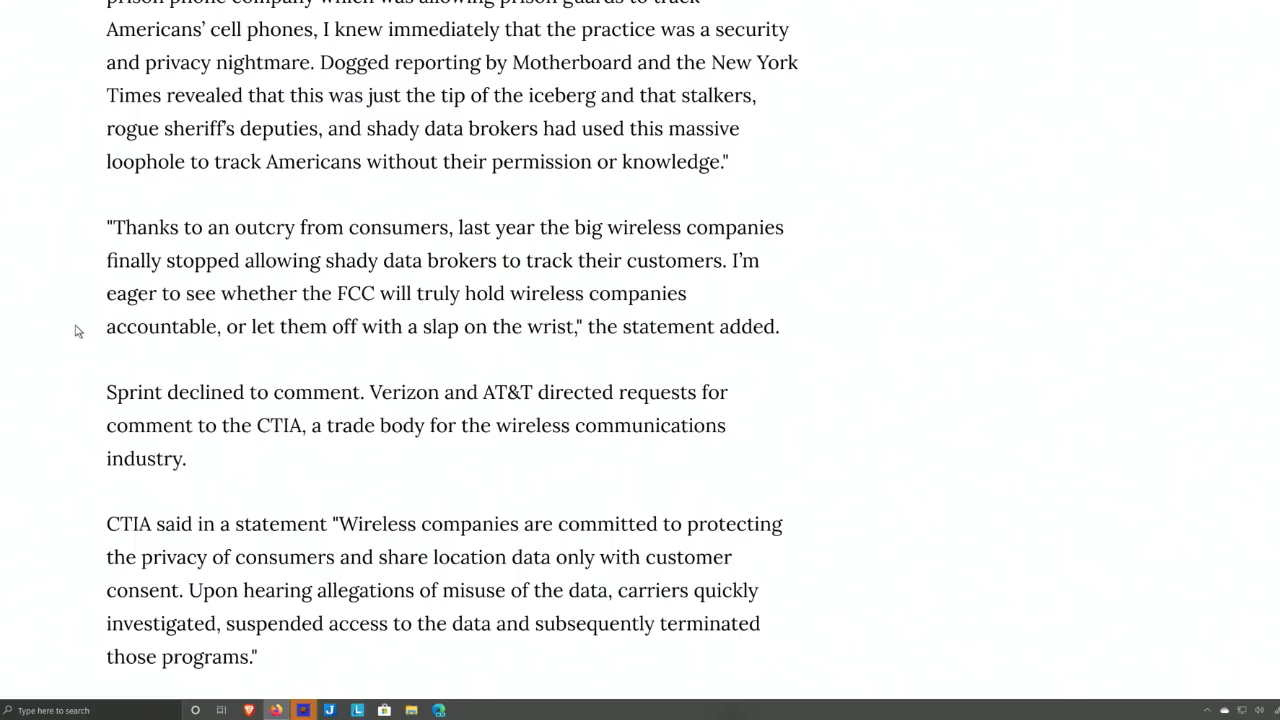 prison phone company which was allowing prison guards to track
Americans’ cell phones, I knew immediately that the practice was a security
and privacy nightmare. Dogged reporting by Motherboard and the New York
Times revealed that this was just the tip of the iceberg and that stalkers,
rogue sheriff’s deputies, and shady data brokers had used this massive
loophole to track Americans without their permission or knowledge."
"Thanks to an outcry from consumers, last year the big wireless companies
finally stopped allowing shady data brokers to track their customers. I’m
eager to see whether the FCC will truly hold wireless companies
accountable, or let them off with a slap on the wrist," the statement added.
Sprint declined to comment. Verizon and AT&T directed requests for
comment to the CTIA, a trade body for the wireless communications
industry.
CTIA said in a statement "Wireless companies are committed to protecting
the privacy of consumers and share location data only with customer
consent. Upon hearing allegations of misuse of the data, carriers quickly
investigated, suspended access to the data and subsequently terminated
those programs."
Type here to search
J
L